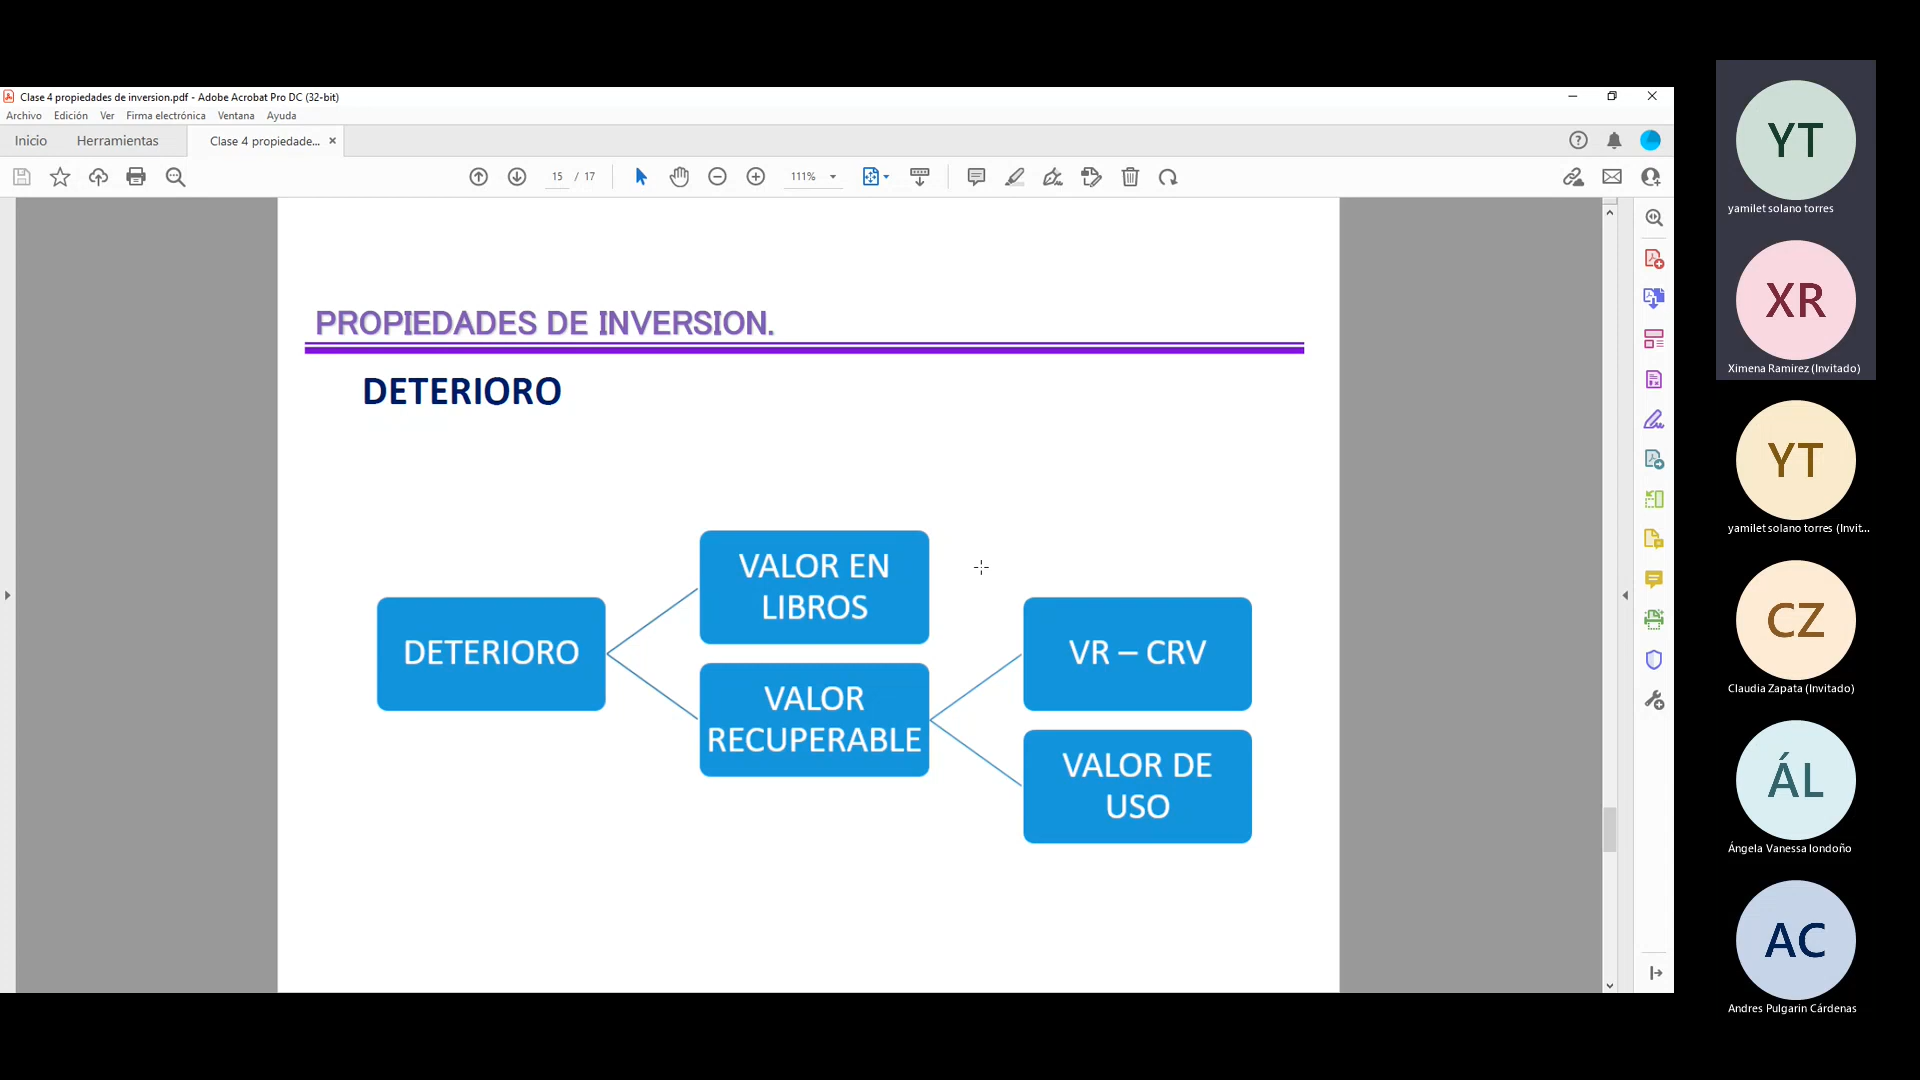 Clase 4 propiedades de inversion.pdf - Adobe Acrobat Pro DC (32-bit)
Archivo Edición Ver Firma electrónica Ventana Ayuda
Inicio Herramientas Clase 4 propiedade...
15 / 17 111%
PROPIEDADES DE INVERSION.
DETERIORO
DETERIORO
VALOR EN
LIBROS
VALOR
RECUPERABLE
VR – CRV
VALOR DE
USO
YT
yamilet solano torres
XR
Ximena Ramirez (Invitado)
YT
yamilet solano torres (Invit...
CZ
Claudia Zapata (Invitado)
ÁL
Ángela Vanessa londoño
AC
Andres Pulgarin Cárdenas